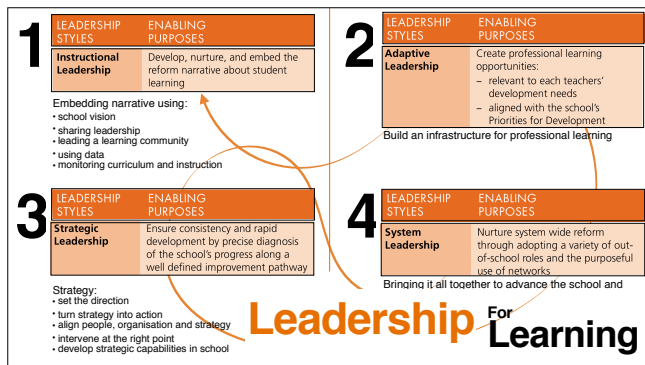 1
LEADERSHIP STYLES
ENABLING PURPOSES
Instructional Leadership
Develop, nurture, and embed the
reform narrative about student
learning
Embedding narrative using:
• school vision
• sharing leadership
• leading a learning community
• using data
• monitoring curriculum and instruction
2
LEADERSHIP STYLES
ENABLING PURPOSES
Adaptive Leadership
Create professional learning
opportunities:
– relevant to each teachers'
development needs
– aligned with the school's
Priorities for Development
Build an infrastructure for professional learning
3
LEADERSHIP STYLES
ENABLING PURPOSES
Strategic Leadership
Ensure consistency and rapid
development by precise diagnosis
of the school's progress along a
well defined improvement pathway
Strategy:
• set the direction
• turn strategy into action
• align people, organisation and strategy
• intervene at the right point
• develop strategic capabilities in school
4
LEADERSHIP STYLES
ENABLING PURPOSES
System Leadership
Nurture system wide reform
through adopting a variety of out-
of-school roles and the purposeful
use of networks
Bringing it all together to advance the school and
Leadership For Learning